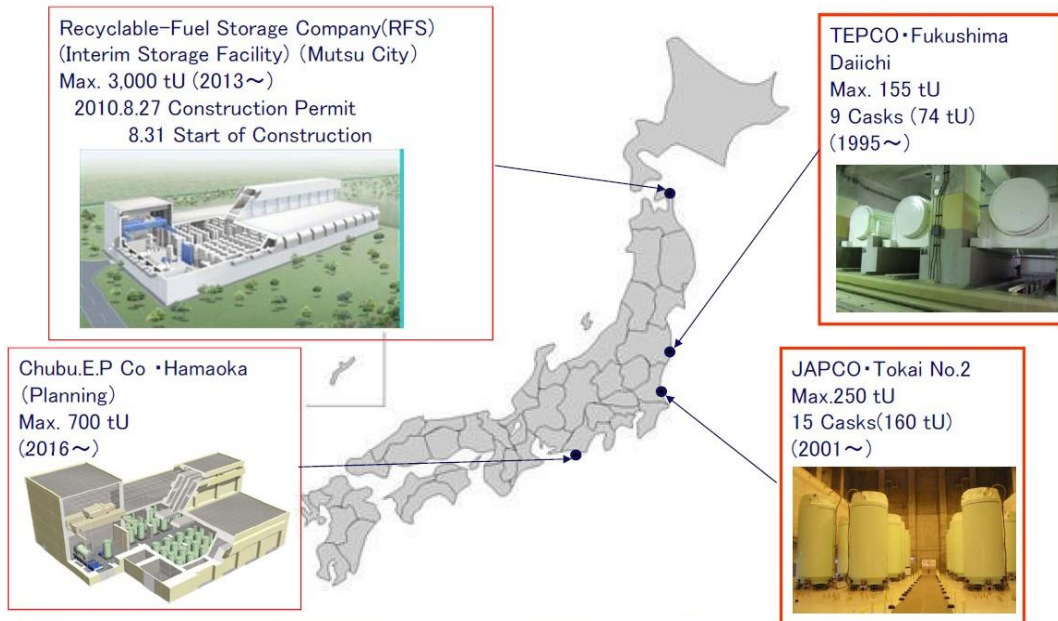 Recyclable-Fuel Storage Company(RFS)
(Interim Storage Facility) (Mutsu City)
Max. 3,000 tU (2013～)
2010.8.27 Construction Permit
8.31 Start of Construction
TEPCO・Fukushima
Daiichi
Max. 155 tU
9 Casks (74 tU)
(1995～)
Chubu.E.P Co ・Hamaoka
(Planning)
Max. 700 tU
(2016～)
JAPCO・Tokai No.2
Max.250 tU
15 Casks(160 tU)
(2001～)